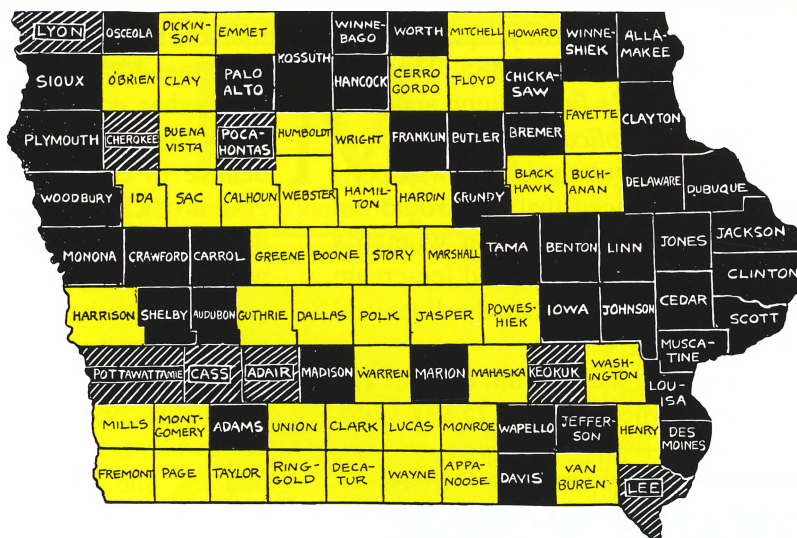 LYON
OSCEOLA
DICKIN-
SON
EMMET
WINNE-
BAGO
WORTH
MITCHELL
HOWARD
WINNE-
SHIEK
ALLA-
MAKEE
KOSSUTH
SIOUX
O'BRIEN
CLAY
PALO
ALTO
HANCOCK
CERRO
GORDO
FLOYD
CHICKA-
SAW
FAYETTE
CLAYTON
PLYMOUTH
CHEROKEE
BUENA
VISTA
POCA-
HONTAS
HUMBOLDT
WRIGHT
FRANKLIN
BUTLER
BREMER
WOODBURY
IDA
SAC
CALHOUN
WEBSTER
HAMIL-
TON
HARDIN
GRUNDY
BLACK
HAWK
BUCH-
ANAN
DELAWARE
DUBUQUE
MONONA
CRAWFORD
CARROL
GREENE
BOONE
STORY
MARSHALL
TAMA
BENTON
LINN
JONES
JACKSON
CLINTON
HARRISON
SHELBY
AUDUBON
GUTHRIE
DALLAS
POLK
JASPER
POWES-
HIEK
IOWA
JOHNSON
CEDAR
SCOTT
MUSCA-
TINE
POTTAWATTAMIE
CASS
ADAIR
MADISON
WARREN
MARION
MAHASKA
KEOKUK
WASH-
INGTON
LOU-
ISA
MILLS
MONT-
GOMERY
ADAMS
UNION
CLARK
LUCAS
MONROE
WAPELLO
JEFFER-
SON
HENRY
DES
MOINES
FREMONT
PAGE
TAYLOR
RING-
GOLD
DECA-
TUR
WAYNE
APPA-
NOOSE
DAVIS
VAN
BUREN
LEE